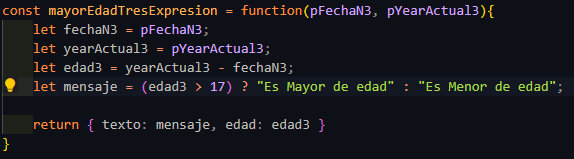 const mayorEdadTresExpresion = function(pFechaN3, pYearActual3){
    let fechaN3 = pFechaN3;
    let yearActual3 = pYearActual3;
    let edad3 = yearActual3 - fechaN3;
    let mensaje = (edad3 > 17) ? "Es Mayor de edad" : "Es Menor de edad";

    return { texto: mensaje, edad: edad3 }
}